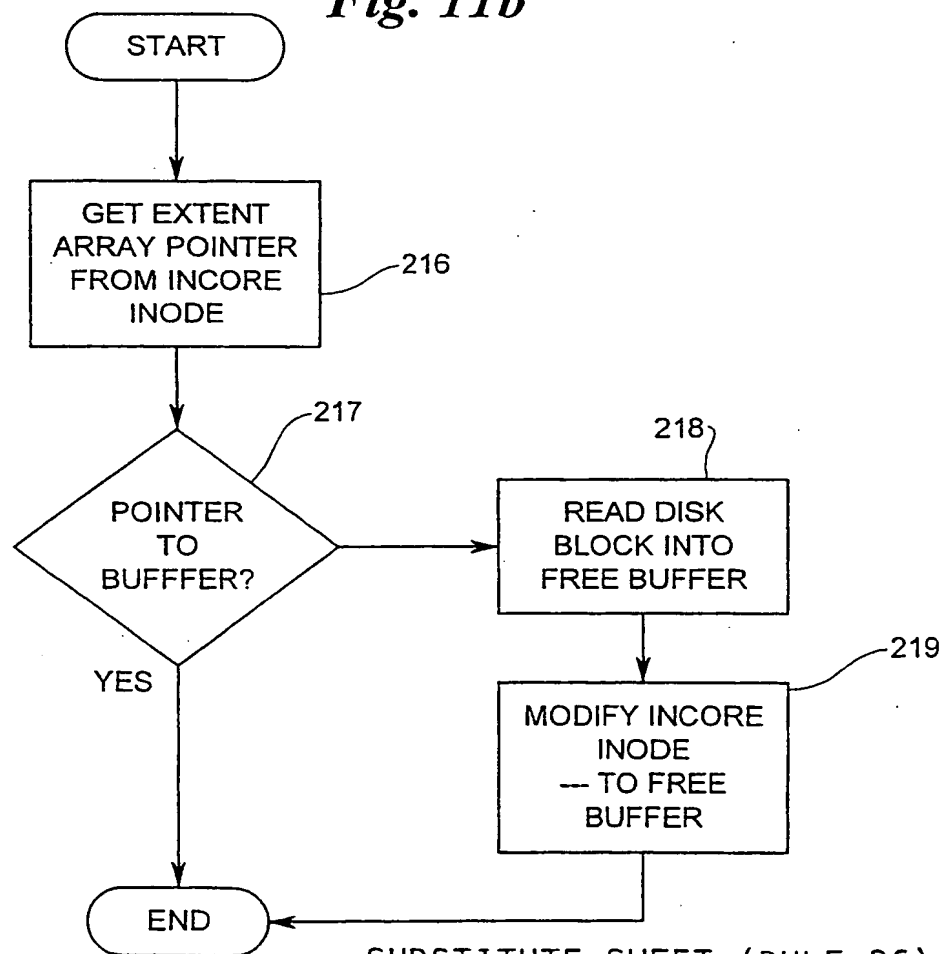 Fig. 11b
START
GET EXTENT
ARRAY POINTER
FROM INCORE
INODE
216
217
POINTER
TO
BUFFFER?
YES
218
READ DISK
BLOCK INTO
FREE BUFFER
219
MODIFY INCORE
INODE
--- TO FREE
BUFFER
END
SUBSTITUTE SHEET (RULE 26)